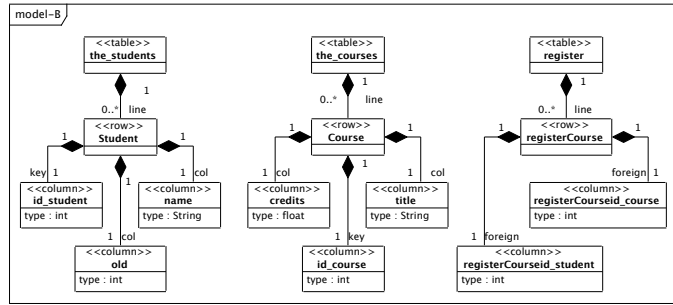 model-B
<<table>>
the_students
<<table>>
the_courses
<<table>>
register
1
1
1
0..* line
0..* line
0..* line
<<row>>
Student
<<row>>
Course
<<row>>
registerCourse
1
1
1
1
1
1
1
1
key 1
1 col
1 col
1 col
foreign 1
<<column>>
id_student
type : int
<<column>>
name
type : String
<<column>>
credits
type : float
<<column>>
title
type : String
<<column>>
registerCourseid_course
type : int
1 col
1 key
1 foreign
<<column>>
old
type : int
<<column>>
id_course
type : int
<<column>>
registerCourseid_student
type : int